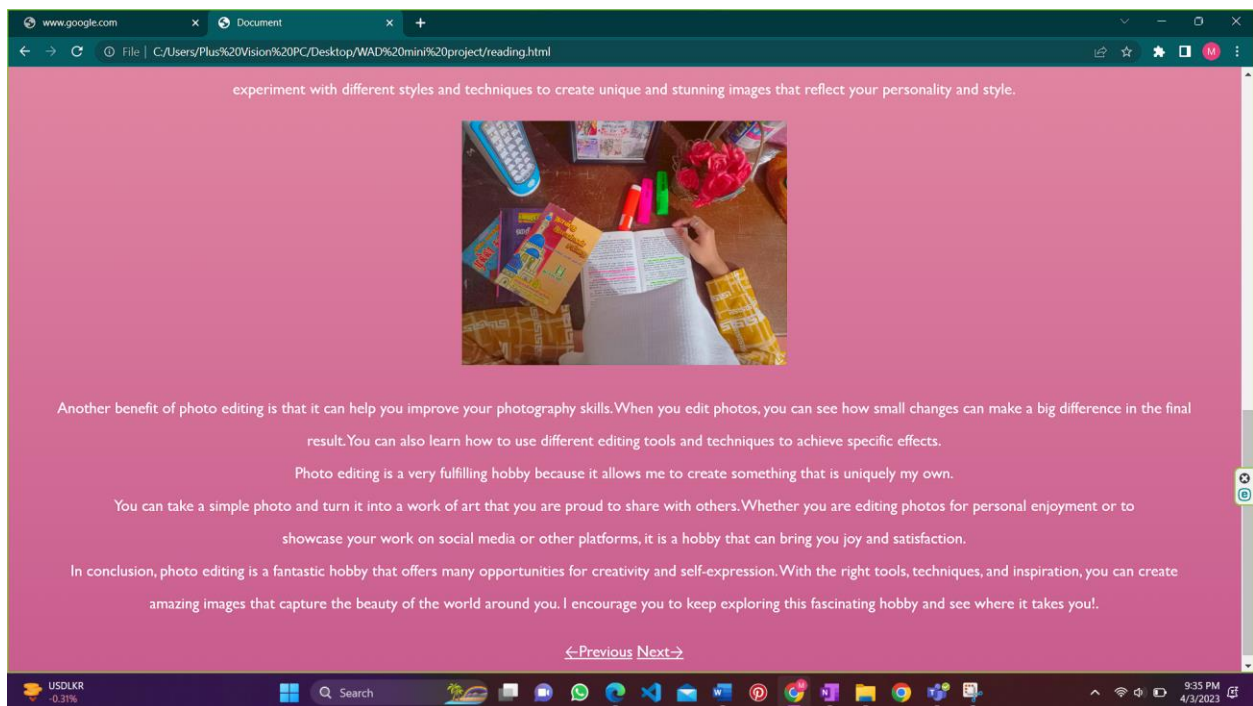 www.google.com
Document
File
C:/Users/Plus%20Vision%20PC/Desktop/WAD%20mini%20project/reading.html
M
experiment with different styles and techniques to create unique and stunning images that reflect your personality and style.
Another benefit of photo editing is that it can help you improve your photography skills.When you edit photos, you can see how small changes can make a big difference in the final
result.You can also learn how to use different editing tools and techniques to achieve specific effects.
Photo editing is a very fulfilling hobby because it allows me to create something that is uniquely my own.
You can take a simple photo and turn it into a work of art that you are proud to share with others.Whether you are editing photos for personal enjoyment or to
showcase your work on social media or other platforms, it is a hobby that can bring you joy and satisfaction.
In conclusion, photo editing is a fantastic hobby that offers many opportunities for creativity and self-expression.With the right tools, techniques, and inspiration, you can create
amazing images that capture the beauty of the world around you. I encourage you to keep exploring this fascinating hobby and see where it takes you!.
←Previous Next→
USDLKR
-0.31%
Search
9:35 PM
4/3/2023